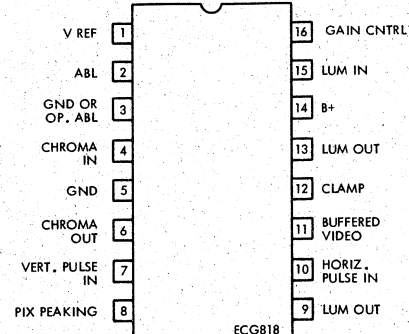 V REF 1 16 GAIN CNTRL
ABL 2 15 LUM IN
GND OR
OP. ABL 3 14 B+
CHROMA
IN 4 13 LUM OUT
GND 5 12 CLAMP
CHROMA
OUT 6 11 BUFFERED
VIDEO
VERT. PULSE
IN 7 10 HORIZ.
PULSE IN
PIX PEAKING 8 9 LUM OUT
ECG818